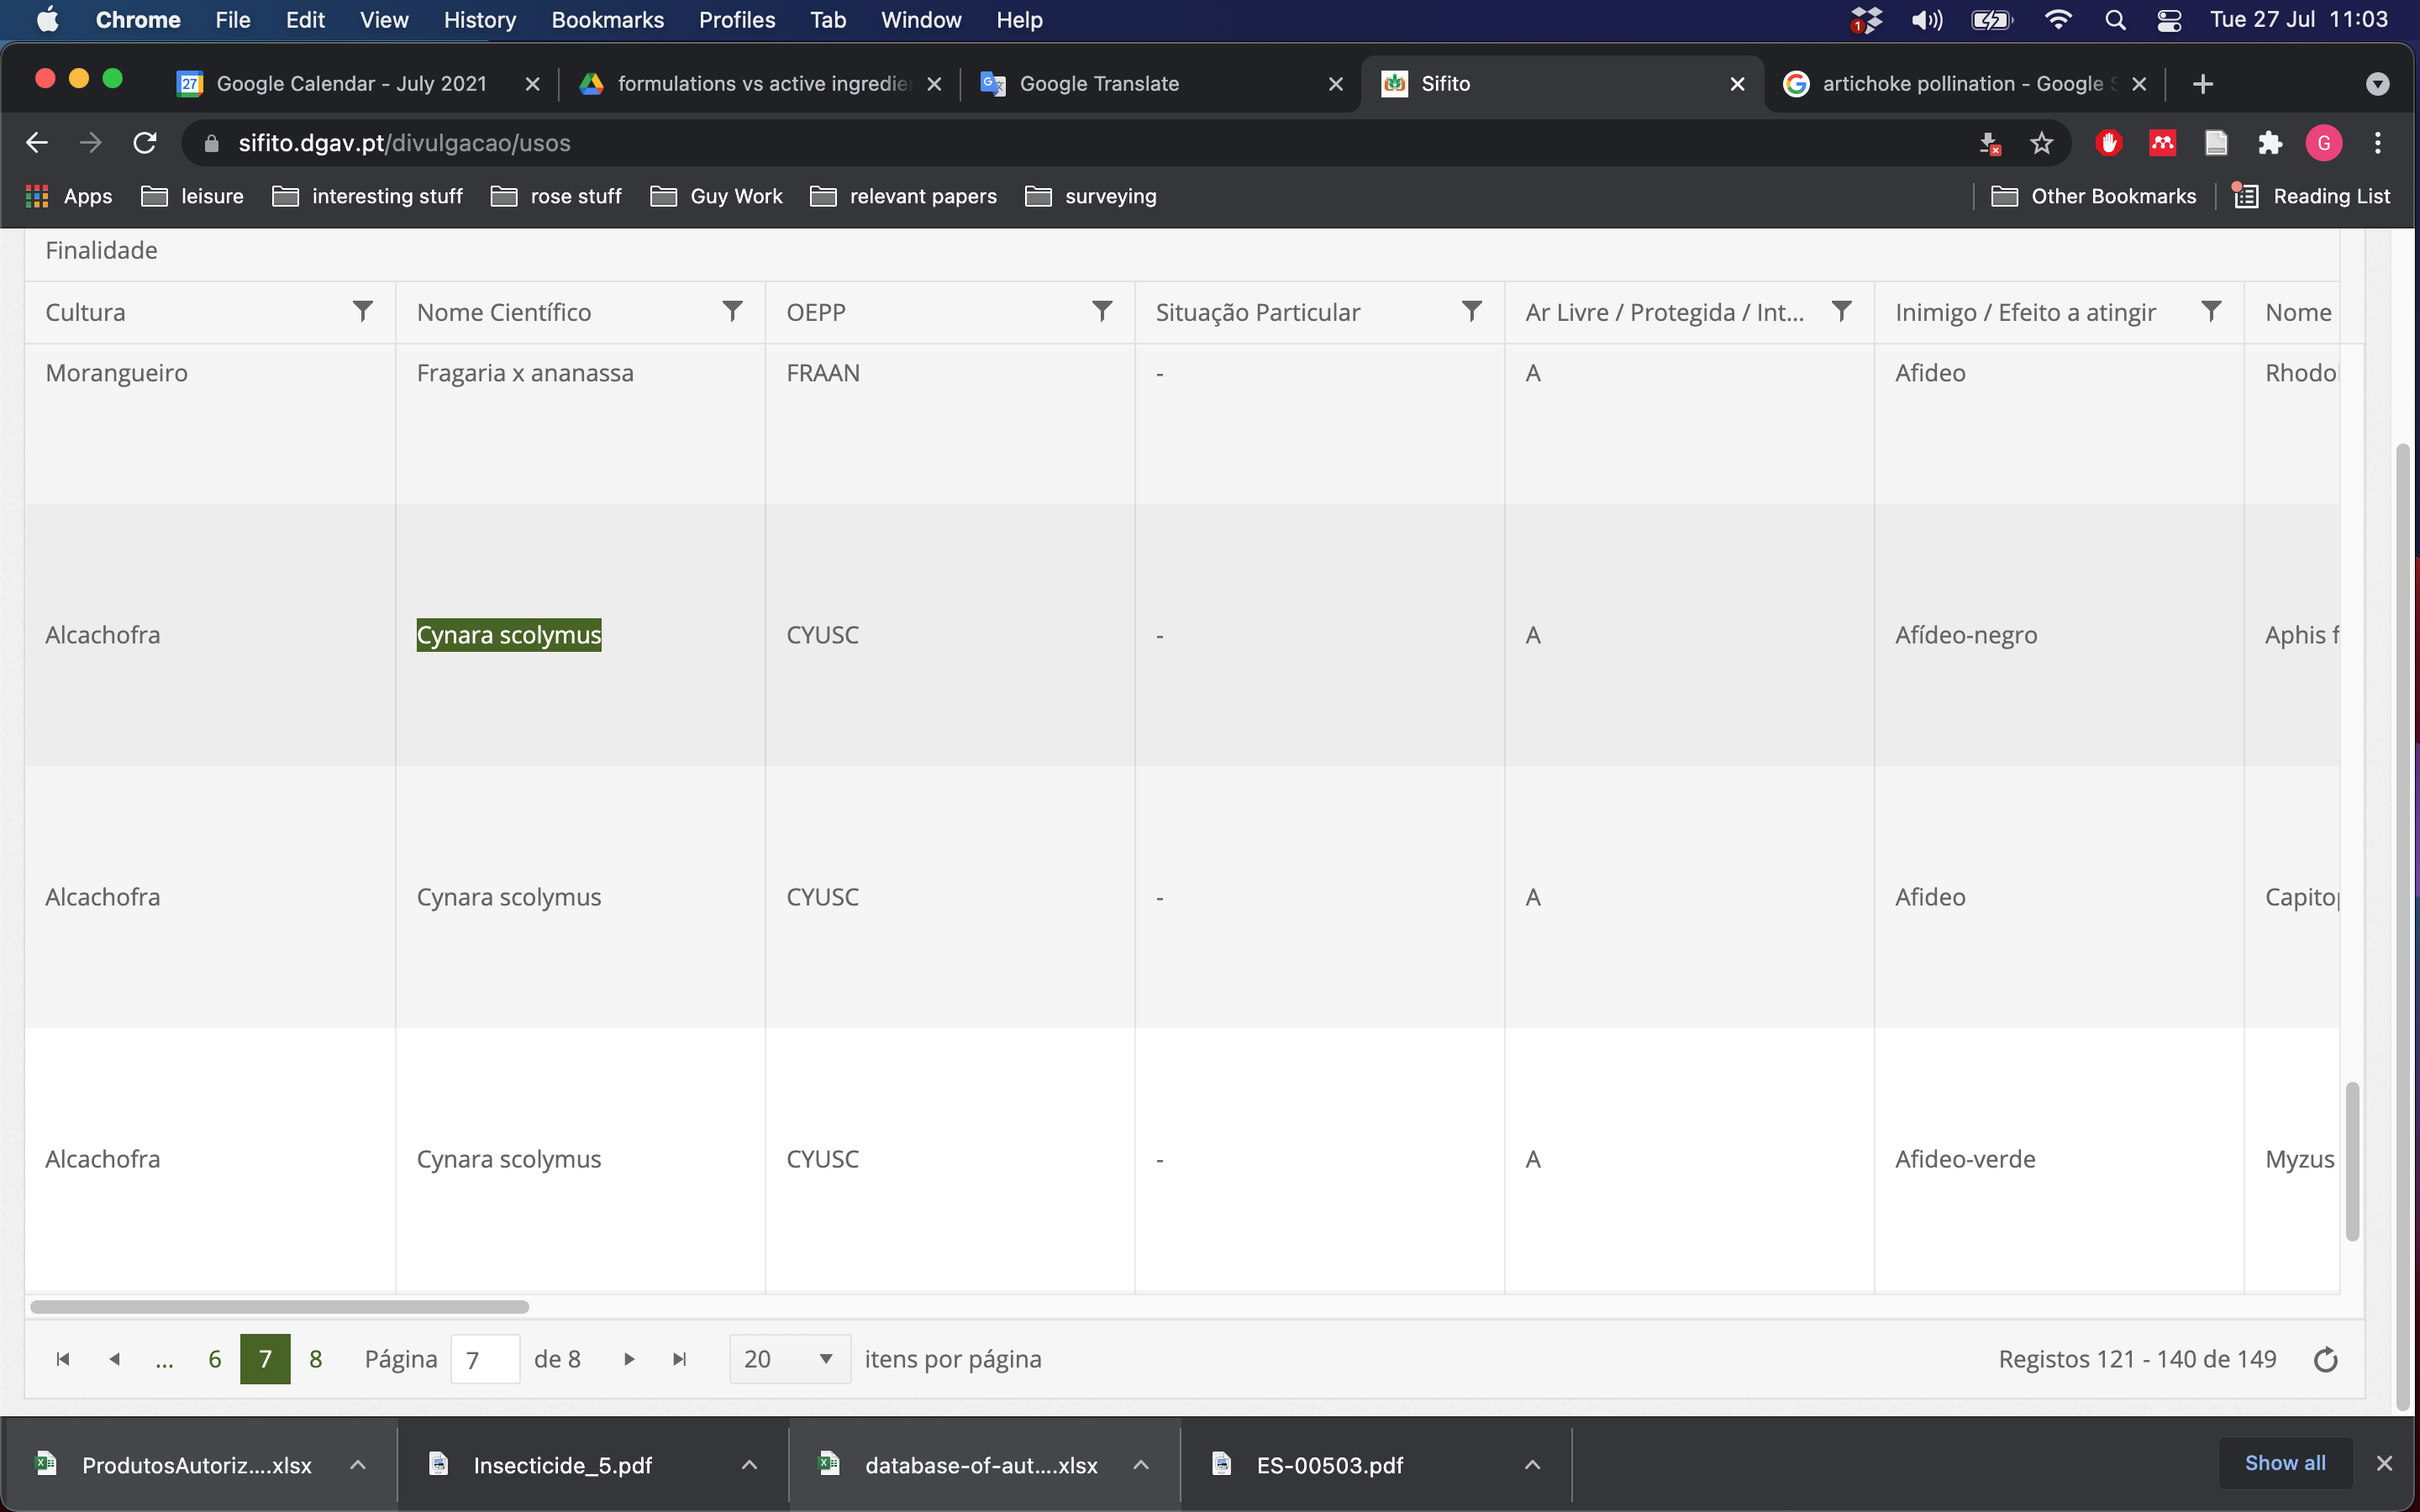 Chrome File Edit View History Bookmarks Profiles Tab Window Help 1 Tue 27 Jul 11:03
27 Google Calendar - July 2021 formulations vs active ingredie Google Translate Sifito artichoke pollination - Google S
sifito.dgav.pt/divulgacao/usos G
Apps leisure interesting stuff rose stuff Guy Work relevant papers surveying Other Bookmarks Reading List
Finalidade
Cultura Nome Científico OEPP Situação Particular Ar Livre / Protegida / Int... Inimigo / Efeito a atingir Nome
Morangueiro Fragaria x ananassa FRAAN - A Afideo Rhodo
Alcachofra Cynara scolymus CYUSC - A Afídeo-negro Aphis f
Alcachofra Cynara scolymus CYUSC - A Afideo Capitop
Alcachofra Cynara scolymus CYUSC - A Afideo-verde Myzus
... 6 7 8 Página 7 de 8 20 itens por página Registos 121 - 140 de 149
ProdutosAutoriz....xlsx Insecticide_5.pdf database-of-aut....xlsx ES-00503.pdf Show all